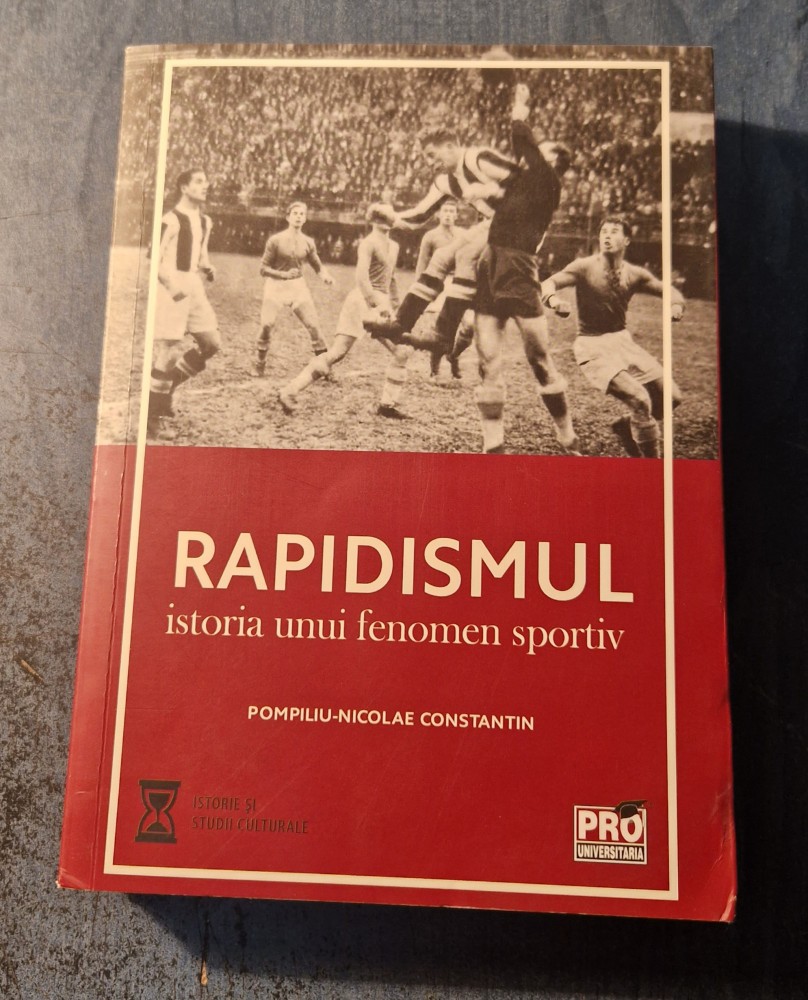 RAPIDISMUL
istoria unui fenomen sportiv
POMPILIU-NICOLAE CONSTANTIN
ISTORIE ȘI
STUDII CULTURALE
PRO
UNIVERSITARIA